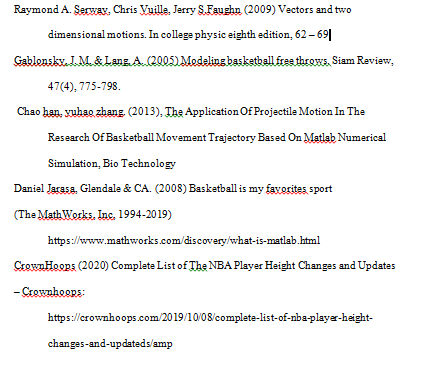 Raymond A. Serway, Chris Vuille, Jerry S.Faughn (2009) Vectors and two
dimensional motions. In college physic eighth edition, 62 – 69
Gablonsky, J. M. & Lang, A. (2005) Modeling basketball free throws. Siam Review,
47(4), 775-798.
Chao han, yuhao zhang. (2013), The Application Of Projectile Motion In The
Research Of Basketball Movement Trajectory Based On Matlab Numerical
Simulation, Bio Technology
Daniel Jarasa, Glendale & CA. (2008) Basketball is my favorites sport
(The MathWorks, Inc, 1994-2019)
https://www.mathworks.com/discovery/what-is-matlab.html
CrownHoops (2020) Complete List of The NBA Player Height Changes and Updates
– Crownhoops:
https://crownhoops.com/2019/10/08/complete-list-of-nba-player-height-
changes-and-updateds/amp